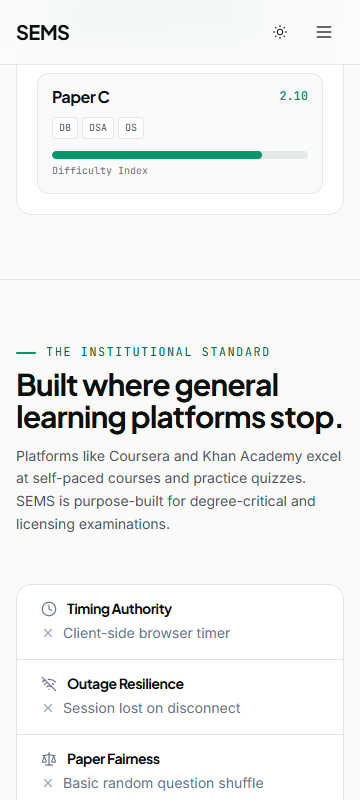 SEMS
Paper C
2.10
DB DSA OS
Difficulty Index
THE INSTITUTIONAL STANDARD
Built where general
learning platforms stop.
Platforms like Coursera and Khan Academy excel
at self-paced courses and practice quizzes.
SEMS is purpose-built for degree-critical and
licensing examinations.
Timing Authority
Client-side browser timer
Outage Resilience
Session lost on disconnect
Paper Fairness
Basic random question shuffle